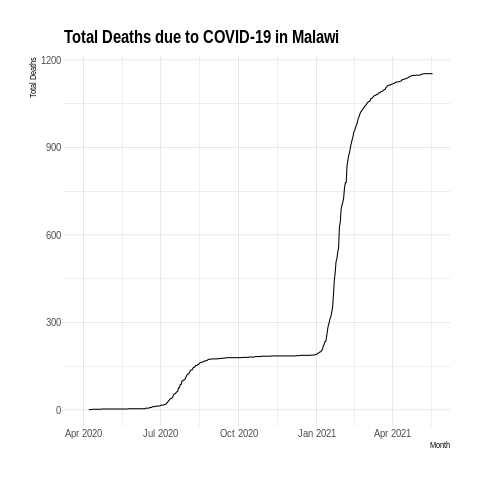 Total Deaths due to COVID-19 in Malawi
Total Deaths
1200
900
600
300
0
Apr 2020 Jul 2020 Oct 2020 Jan 2021 Apr 2021
Month